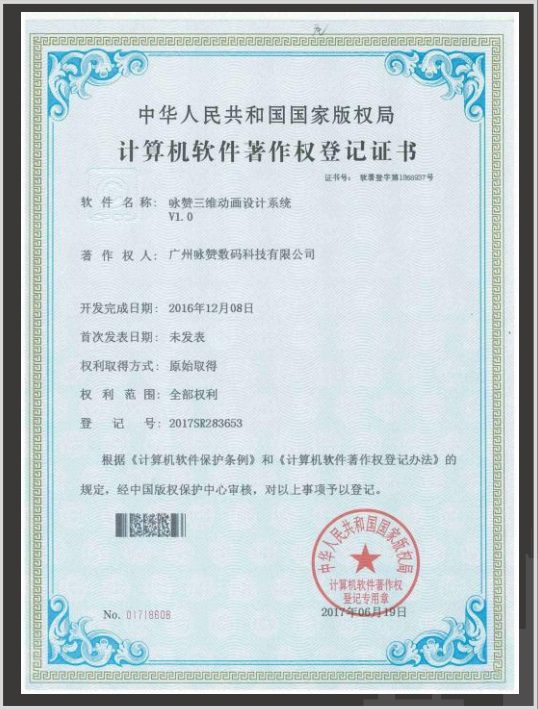 中华人民共和国国家版权局
计算机软件著作权登记证书
证书号： 软著登字第1868937号
软件名称： 咏赞三维动画设计系统
V1.0
著作权人： 广州咏赞数码科技有限公司
开发完成日期： 2016年12月08日
首次发表日期： 未发表
权利取得方式： 原始取得
权利范围： 全部权利
登记号： 2017SR283653
根据《计算机软件保护条例》和《计算机软件著作权登记办法》的
规定，经中国版权保护中心审核，对以上事项予以登记。
中华人民共和国国家版权局
计算机软件著作权
登记专用章
No. 01718608
2017年06月19日